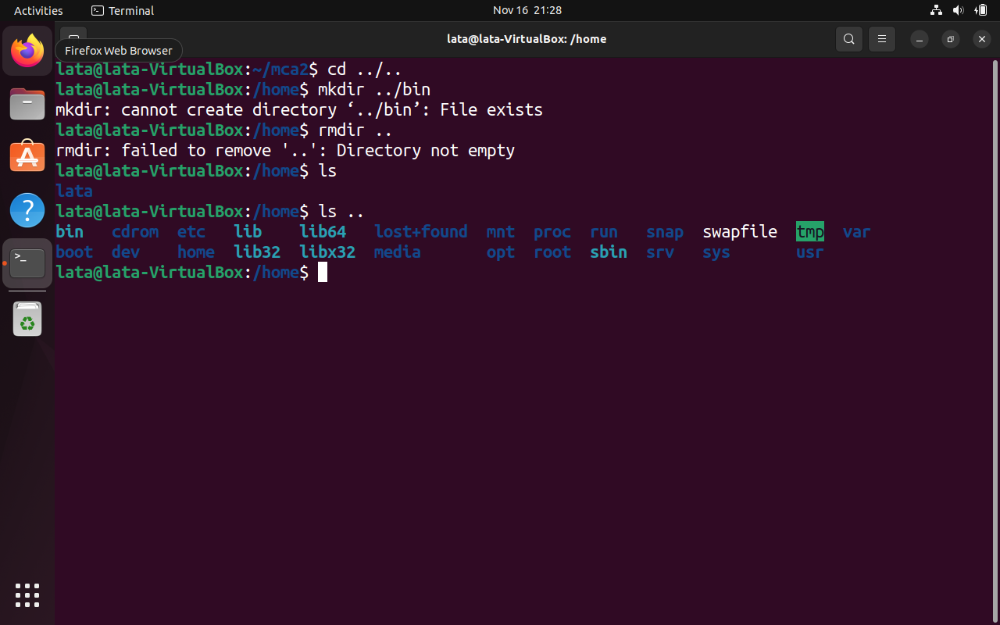 Activities Terminal Nov 16 21:28
lata@lata-VirtualBox: /home
Firefox Web Browser
lata@lata-VirtualBox:~/mca2$ cd ../..
lata@lata-VirtualBox:/home$ mkdir ../bin
mkdir: cannot create directory ‘../bin’: File exists
lata@lata-VirtualBox:/home$ rmdir ..
rmdir: failed to remove '..': Directory not empty
lata@lata-VirtualBox:/home$ ls
lata
lata@lata-VirtualBox:/home$ ls ..
bin cdrom etc lib lib64 lost+found mnt proc run snap swapfile tmp var
boot dev home lib32 libx32 media opt root sbin srv sys usr
lata@lata-VirtualBox:/home$